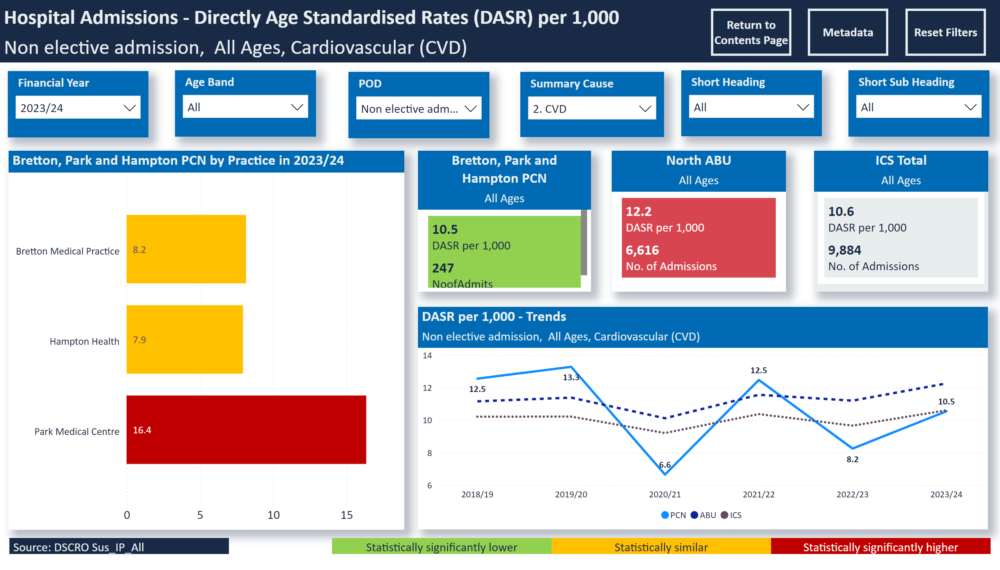 Hospital Admissions - Directly Age Standardised Rates (DASR) per 1,000
Non elective admission,  All Ages, Cardiovascular (CVD)
Return to
Contents Page
Metadata
Reset Filters
Financial Year
2023/24
Age Band
All
POD
Non elective adm...
Summary Cause
2. CVD
Short Heading
All
Short Sub Heading
All
Bretton, Park and Hampton PCN by Practice in 2023/24
Bretton Medical Practice
8.2
Hampton Health
7.9
Park Medical Centre
16.4
0
5
10
15
Bretton, Park and
Hampton PCN
All Ages
10.5
DASR per 1,000
247
NoofAdmits
North ABU
All Ages
12.2
DASR per 1,000
6,616
No. of Admissions
ICS Total
All Ages
10.6
DASR per 1,000
9,884
No. of Admissions
DASR per 1,000 - Trends
Non elective admission,  All Ages, Cardiovascular (CVD)
14
12
10
8
6
12.5
13.3
6.6
12.5
8.2
10.5
2018/19
2019/20
2020/21
2021/22
2022/23
2023/24
PCN
ABU
ICS
Source: DSCRO Sus_IP_All
Statistically significantly lower
Statistically similar
Statistically significantly higher